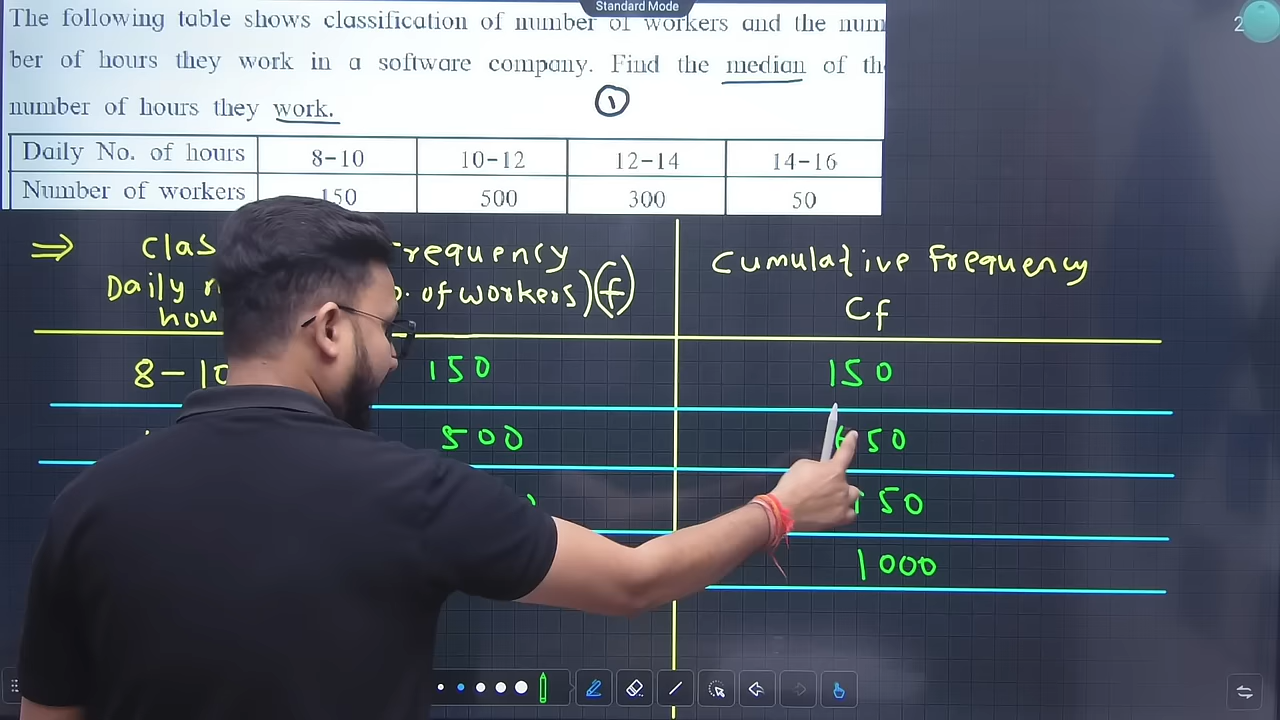 Standard Mode
The following table shows classification of number of workers and the num
ber of hours they work in a software company. Find the median of th
number of hours they work.
1
Daily No. of hours 8-10 10-12 12-14 14-16
Number of workers 150 500 300 50
⇒ Clas requency Cumulative frequency
Daily n o. of workers) (f) Cf
hou
8-10 150 150
500 650
50
1000